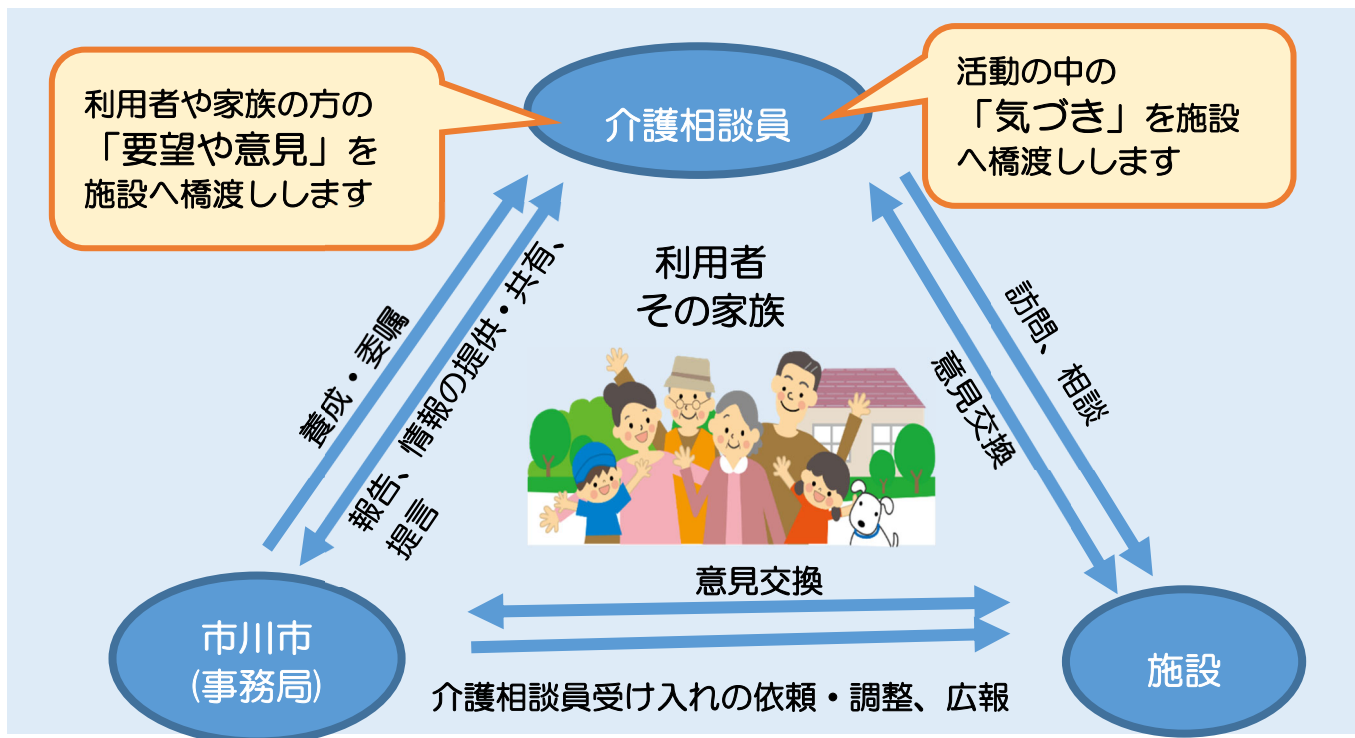 利用者や家族の方の
「要望や意見」を
施設へ橋渡しします
介護相談員
活動の中の
「気づき」を施設
へ橋渡しします
利用者
その家族
養成・委嘱
報告、情報の提供・共有、
提言
意見交換
訪問、相談
意見交換
市川市
(事務局)
施設
介護相談員受け入れの依頼・調整、広報